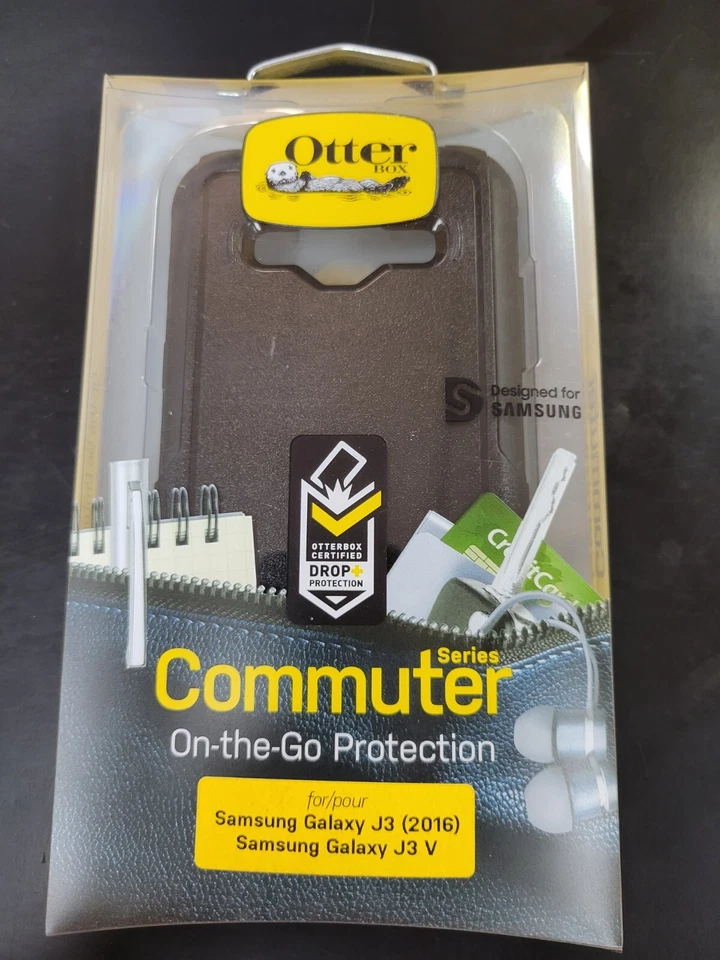 Otter
BOX
Designed for
SAMSUNG
OTTERBOX
CERTIFIED
DROP+
PROTECTION
Series
Commuter
On-the-Go Protection
for/pour
Samsung Galaxy J3 (2016)
Samsung Galaxy J3 V